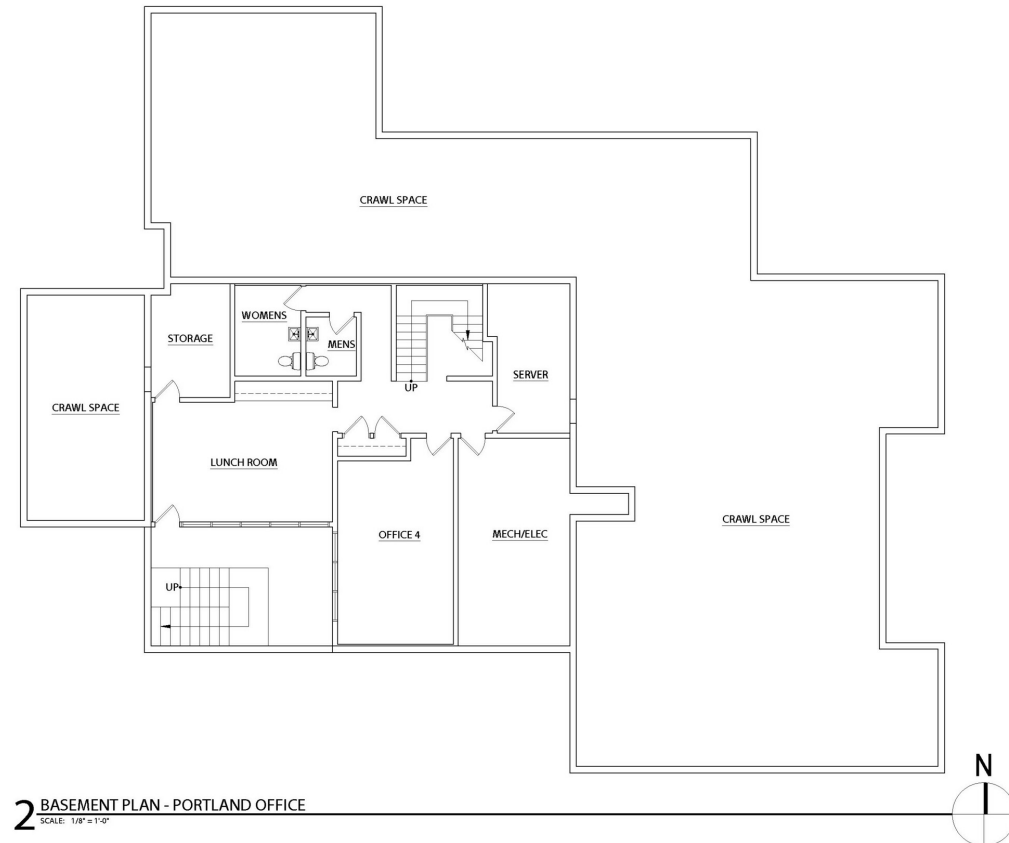 CRAWL SPACE
WOMENS
STORAGE
MENS
SERVER
UP
CRAWL SPACE
LUNCH ROOM
CRAWL SPACE
OFFICE 4
MECH/ELEC
UP
N
2 BASEMENT PLAN - PORTLAND OFFICE
SCALE: 1/8" = 1'-0"